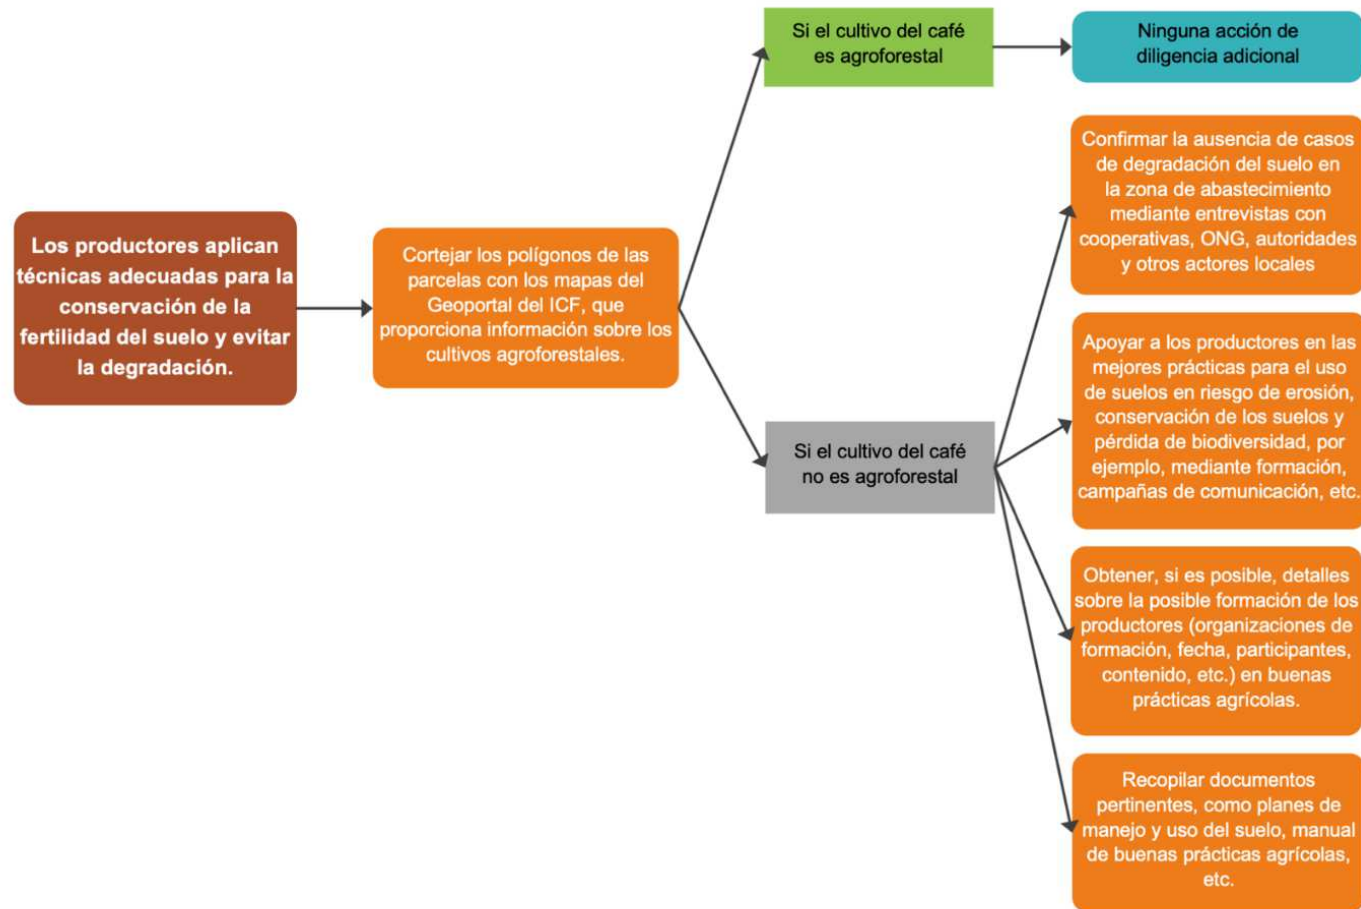 Si el cultivo del café
es agroforestal
Ninguna acción de
diligencia adicional
Confirmar la ausencia de casos
de degradación del suelo en
la zona de abastecimiento
mediante entrevistas con
cooperativas, ONG, autoridades
y otros actores locales
Los productores aplican
técnicas adecuadas para la
conservación de la
fertilidad del suelo y evitar
la degradación.
Cortejar los polígonos de las
parcelas con los mapas del
Geoportal del ICF, que
proporciona información sobre los
cultivos agroforestales.
Apoyar a los productores en las
mejores prácticas para el uso
de suelos en riesgo de erosión,
conservación de los suelos y
pérdida de biodiversidad, por
ejemplo, mediante formación,
campañas de comunicación, etc.
Si el cultivo del café
no es agroforestal
Obtener, si es posible, detalles
sobre la posible formación de los
productores (organizaciones de
formación, fecha, participantes,
contenido, etc.) en buenas
prácticas agrícolas.
Recopilar documentos
pertinentes, como planes de
manejo y uso del suelo, manual
de buenas prácticas agrícolas,
etc.